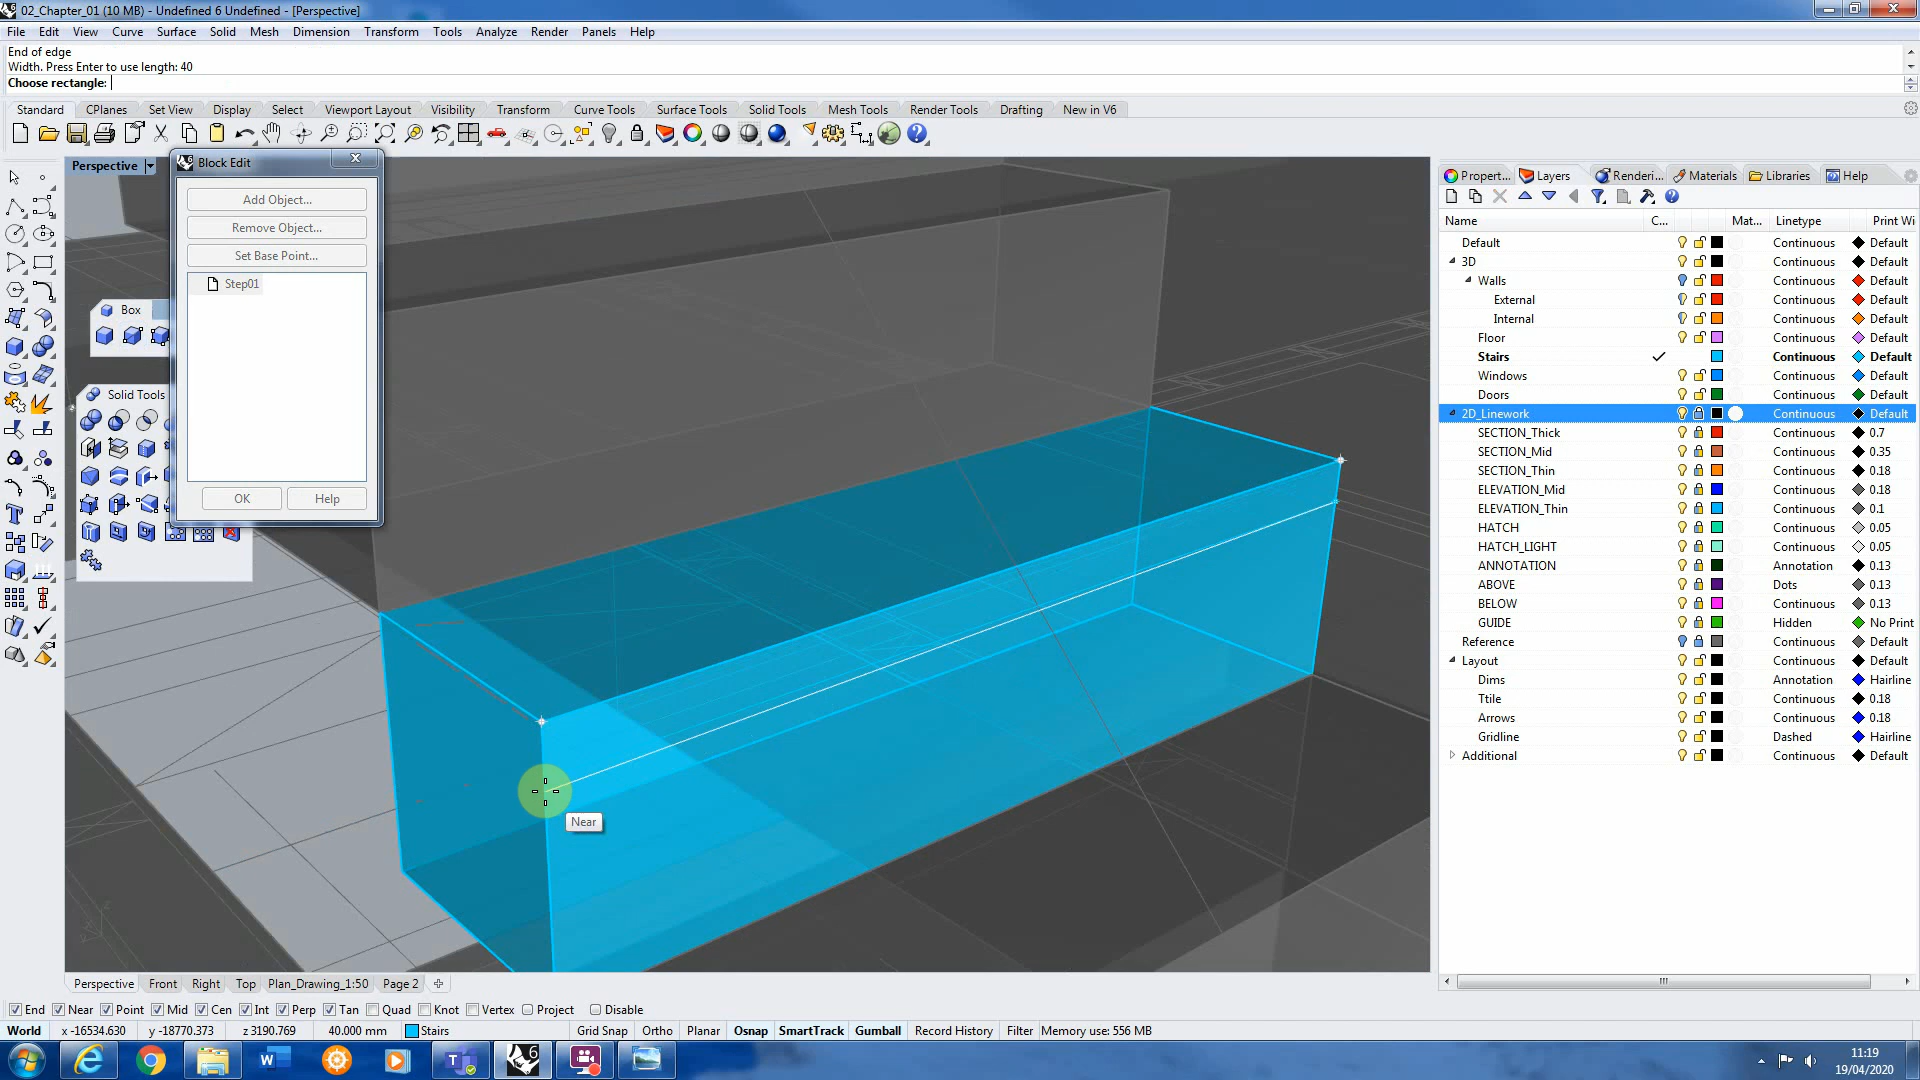 02_Chapter_01 (10 MB) - Undefined 6 Undefined - [Perspective]
File Edit View Curve Surface Solid Mesh Dimension Transform Tools Analyze Render Panels Help
End of edge
Width. Press Enter to use length: 40
Choose rectangle:
Standard CPlanes Set View Display Select Viewport Layout Visibility Transform Curve Tools Surface Tools Solid Tools Mesh Tools Render Tools Drafting New in V6
Perspective
Block Edit
Add Object...
Remove Object...
Set Base Point...
Step01
OK Help
Box
Solid Tools
Near
Propert... Layers Renderi... Materials Libraries Help
Name C... Mat... Linetype Print Wi
Default Continuous Default
3D Continuous Default
Walls Continuous Default
External Continuous Default
Internal Continuous Default
Floor Continuous Default
Stairs Continuous Default
Windows Continuous Default
Doors Continuous Default
2D_Linework Continuous Default
SECTION_Thick Continuous 0.7
SECTION_Mid Continuous 0.35
SECTION_Thin Continuous 0.18
ELEVATION_Mid Continuous 0.18
ELEVATION_Thin Continuous 0.1
HATCH Continuous 0.05
HATCH_LIGHT Continuous 0.05
ANNOTATION Annotation 0.13
ABOVE Dots 0.13
BELOW Continuous 0.13
GUIDE Hidden No Print
Reference Continuous Default
Layout Continuous Default
Dims Annotation Hairline
Ttile Continuous 0.18
Arrows Continuous 0.18
Gridline Dashed Hairline
Additional Continuous Default
Perspective Front Right Top Plan_Drawing_1:50 Page 2
End Near Point Mid Cen Int Perp Tan Quad Knot Vertex Project Disable
World x -16534.630 y -18770.373 z 3190.769 40.000 mm Stairs Grid Snap Ortho Planar Osnap SmartTrack Gumball Record History Filter Memory use: 556 MB
11:19
19/04/2020